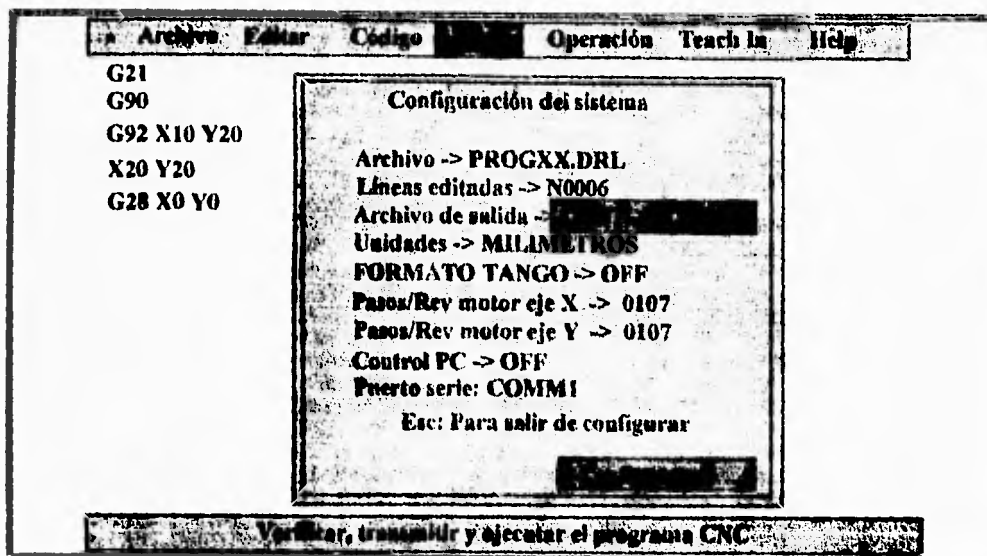 Archivo Editar Código Operación Teach In Help
G21
G90
G92 X10 Y20
X20 Y20
G28 X0 Y0
Configuración del sistema
Archivo -> PROGXX.DRL
Líneas editadas -> N0006
Archivo de salida ->
Unidades -> MILIMETROS
FORMATO TANGO -> OFF
Pasos/Rev motor eje X -> 0107
Pasos/Rev motor eje Y -> 0107
Control PC -> OFF
Puerto serie: COMM1
Esc: Para salir de configurar
Verificar, transmitir y ejecutar el programa CNC